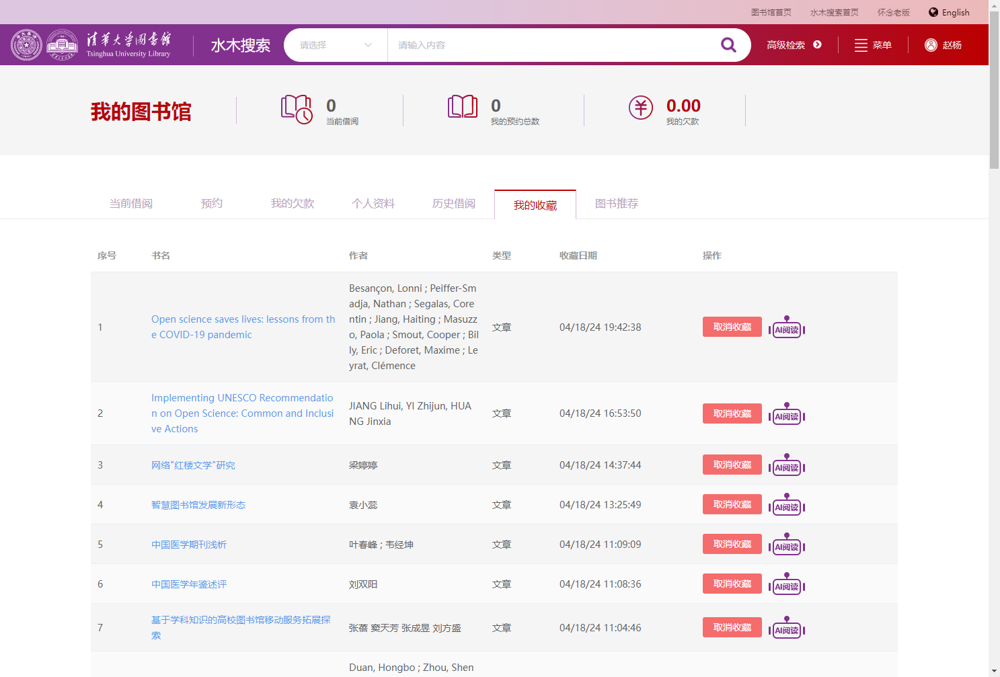 图书馆首页 水木搜索首页 怀念老版 English
清华大学图书馆
Tsinghua University Library
水木搜索 请选择 请输入内容 高级检索 菜单 赵杨
我的图书馆
0
当前借阅
0
我的预约总数
0.00
我的欠款
当前借阅 预约 我的欠款 个人资料 历史借阅 我的收藏 图书推荐
序号 书名 作者 类型 收藏日期 操作
1
Open science saves lives: lessons from th
e COVID-19 pandemic
Besançon, Lonni ; Peiffer-Sm
adja, Nathan ; Segalas, Core
ntin ; Jiang, Haiting ; Masuzz
o, Paola ; Smout, Cooper ; Bil
ly, Eric ; Deforet, Maxime ; Le
yrat, Clémence
文章 04/18/24 19:42:38 取消收藏 AI阅读
2
Implementing UNESCO Recommendatio
n on Open Science: Common and Inclusi
ve Actions
JIANG Lihui, YI Zhijun, HUA
NG Jinxia
文章 04/18/24 16:53:50 取消收藏 AI阅读
3 网络"红楼文学"研究 梁婷婷 文章 04/18/24 14:37:44 取消收藏 AI阅读
4 智慧图书馆发展新形态 袁小蕊 文章 04/18/24 13:25:49 取消收藏 AI阅读
5 中国医学期刊浅析 叶春峰 ; 韦经坤 文章 04/18/24 11:09:09 取消收藏 AI阅读
6 中国医学年鉴述评 刘双阳 文章 04/18/24 11:08:36 取消收藏 AI阅读
7
基于学科知识的高校图书馆移动服务拓展探
索
张蓓 窦天芳 张成昱 刘方盛 文章 04/18/24 11:04:46 取消收藏 AI阅读
Duan, Hongbo ; Zhou, Shen